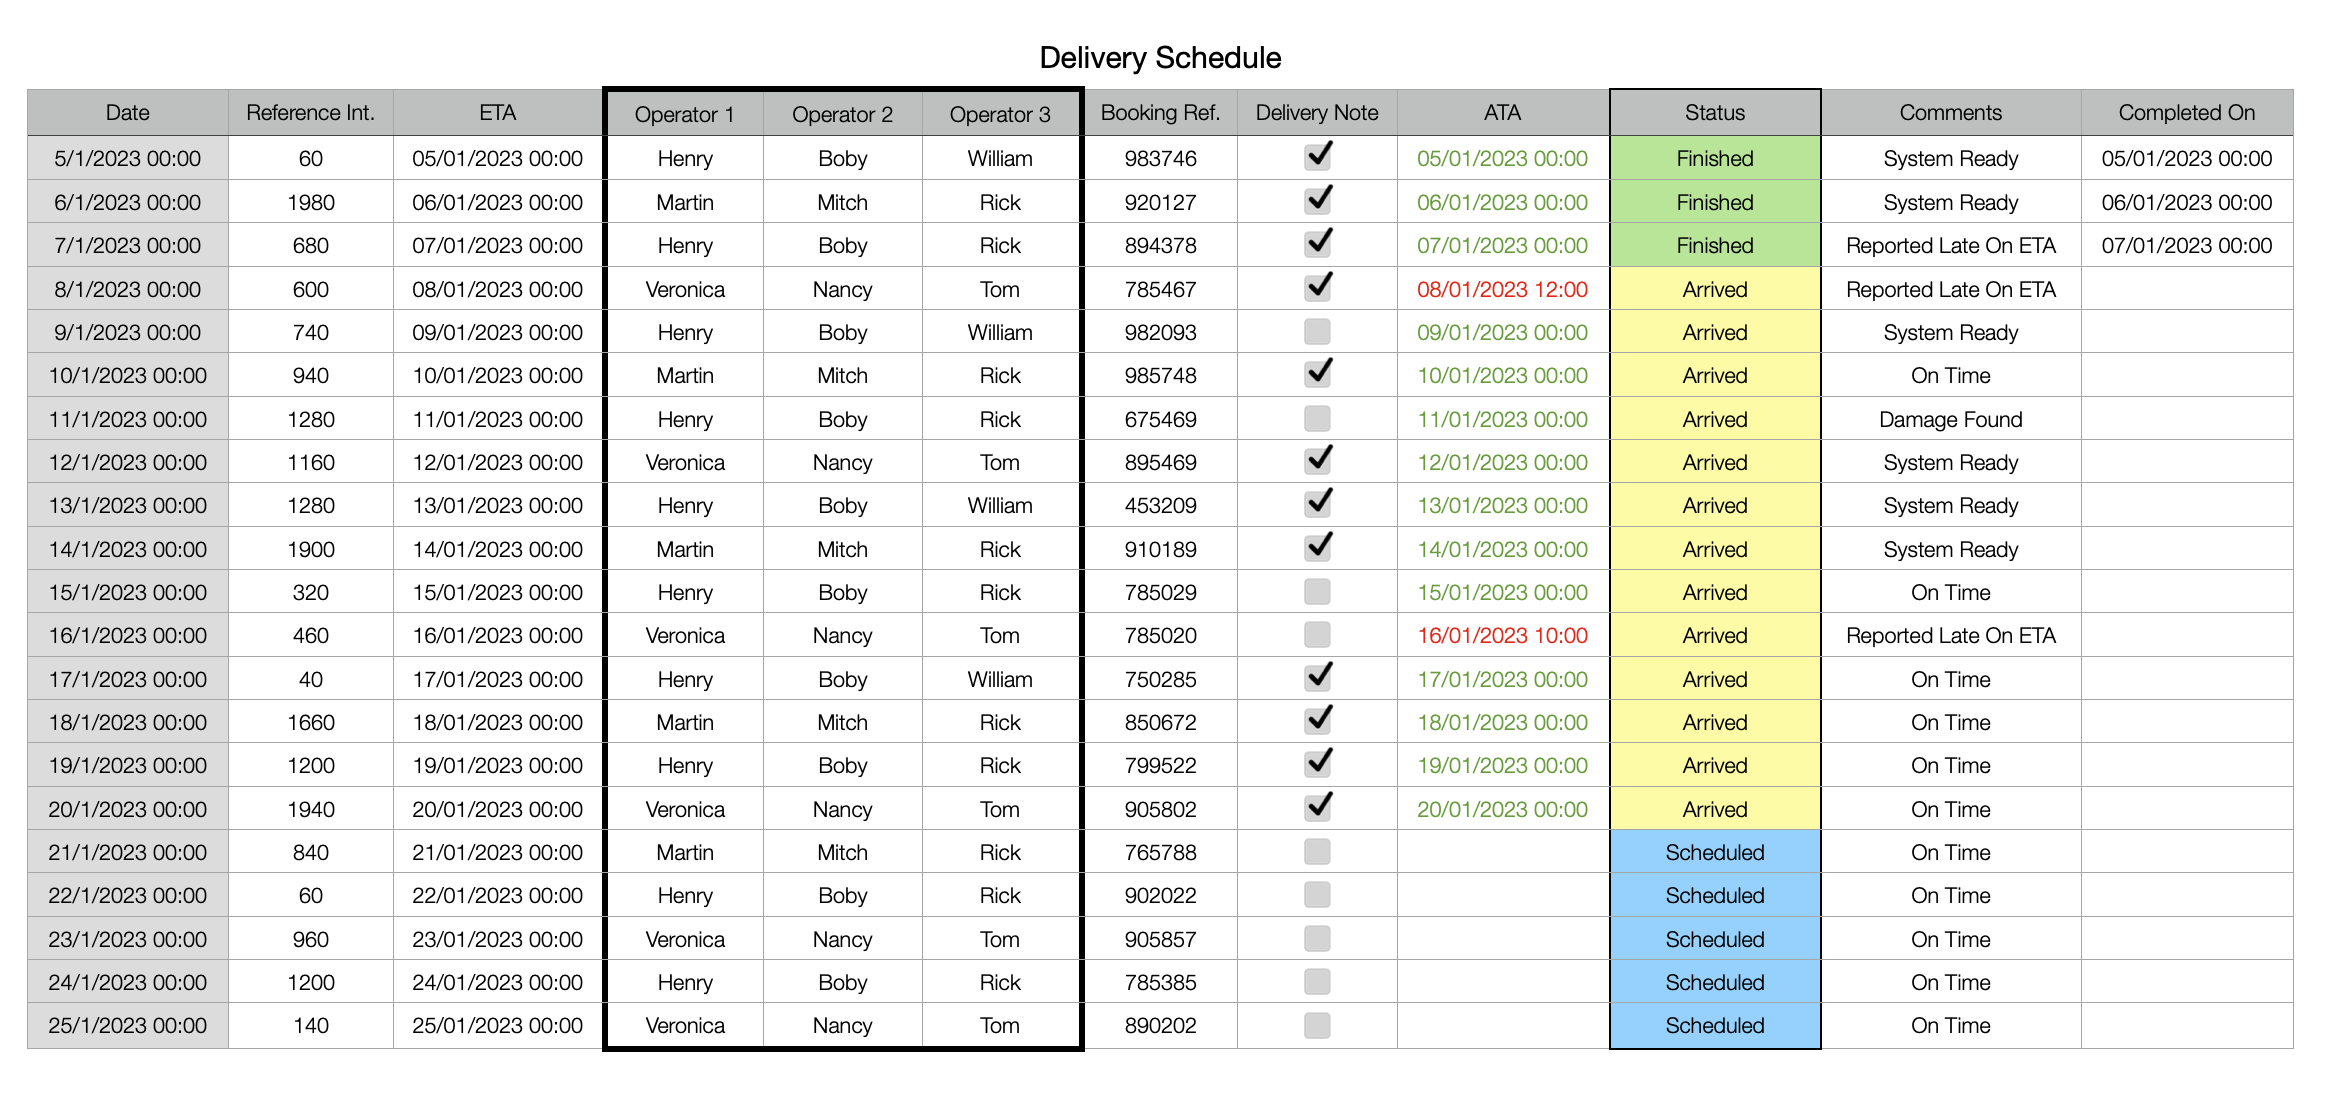 Delivery Schedule
Date Reference Int. ETA Operator 1 Operator 2 Operator 3 Booking Ref. Delivery Note ATA Status Comments Completed On
5/1/2023 00:00 60 05/01/2023 00:00 Henry Boby William 983746 05/01/2023 00:00 Finished System Ready 05/01/2023 00:00
6/1/2023 00:00 1980 06/01/2023 00:00 Martin Mitch Rick 920127 06/01/2023 00:00 Finished System Ready 06/01/2023 00:00
7/1/2023 00:00 680 07/01/2023 00:00 Henry Boby Rick 894378 07/01/2023 00:00 Finished Reported Late On ETA 07/01/2023 00:00
8/1/2023 00:00 600 08/01/2023 00:00 Veronica Nancy Tom 785467 08/01/2023 12:00 Arrived Reported Late On ETA
9/1/2023 00:00 740 09/01/2023 00:00 Henry Boby William 982093 09/01/2023 00:00 Arrived System Ready
10/1/2023 00:00 940 10/01/2023 00:00 Martin Mitch Rick 985748 10/01/2023 00:00 Arrived On Time
11/1/2023 00:00 1280 11/01/2023 00:00 Henry Boby Rick 675469 11/01/2023 00:00 Arrived Damage Found
12/1/2023 00:00 1160 12/01/2023 00:00 Veronica Nancy Tom 895469 12/01/2023 00:00 Arrived System Ready
13/1/2023 00:00 1280 13/01/2023 00:00 Henry Boby William 453209 13/01/2023 00:00 Arrived System Ready
14/1/2023 00:00 1900 14/01/2023 00:00 Martin Mitch Rick 910189 14/01/2023 00:00 Arrived System Ready
15/1/2023 00:00 320 15/01/2023 00:00 Henry Boby Rick 785029 15/01/2023 00:00 Arrived On Time
16/1/2023 00:00 460 16/01/2023 00:00 Veronica Nancy Tom 785020 16/01/2023 10:00 Arrived Reported Late On ETA
17/1/2023 00:00 40 17/01/2023 00:00 Henry Boby William 750285 17/01/2023 00:00 Arrived On Time
18/1/2023 00:00 1660 18/01/2023 00:00 Martin Mitch Rick 850672 18/01/2023 00:00 Arrived On Time
19/1/2023 00:00 1200 19/01/2023 00:00 Henry Boby Rick 799522 19/01/2023 00:00 Arrived On Time
20/1/2023 00:00 1940 20/01/2023 00:00 Veronica Nancy Tom 905802 20/01/2023 00:00 Arrived On Time
21/1/2023 00:00 840 21/01/2023 00:00 Martin Mitch Rick 765788 Scheduled On Time
22/1/2023 00:00 60 22/01/2023 00:00 Henry Boby Rick 902022 Scheduled On Time
23/1/2023 00:00 960 23/01/2023 00:00 Veronica Nancy Tom 905857 Scheduled On Time
24/1/2023 00:00 1200 24/01/2023 00:00 Henry Boby Rick 785385 Scheduled On Time
25/1/2023 00:00 140 25/01/2023 00:00 Veronica Nancy Tom 890202 Scheduled On Time